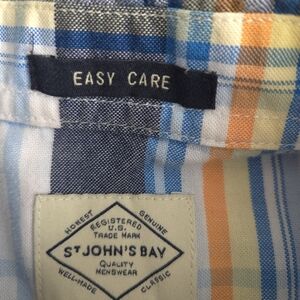 EASY CARE
HONEST
GENUINE
REGISTERED
U.S.
TRADE MARK
ST JOHN'S BAY
QUALITY
MENSWEAR
WELL-MADE
CLASSIC